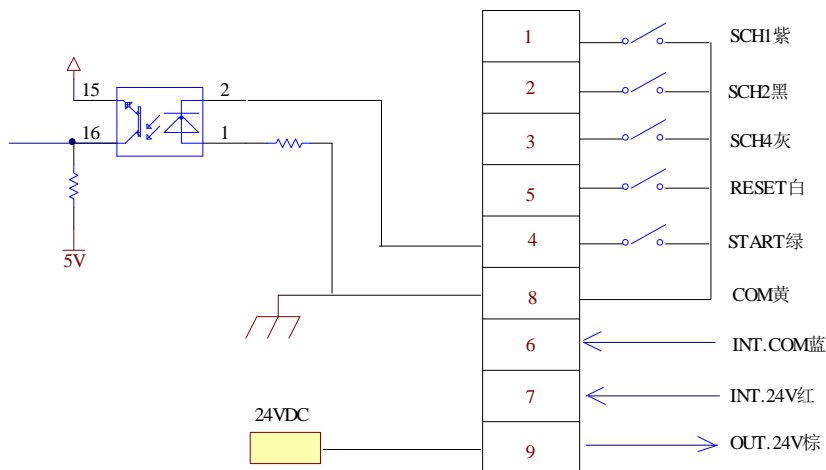 1
SCH1紫
15
2
2
SCH2黑
16
1
3
SCH4灰
5
RESET白
4
START绿
5V
8
COM黄
6
INT.COM蓝
7
INT.24V红
24VDC
9
OUT.24V棕